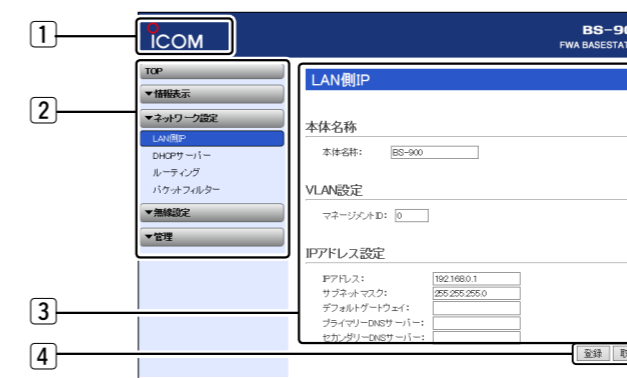 1
ICOM
BS-90
FWA BASESTAT
2
TOP
▼情報表示
▼ネットワーク設定
LAN側IP
DHCPサーバー
ルーティング
パケットフィルター
▼無線設定
▼管理
LAN側IP
本体名称
本体名称: BS-900
VLAN設定
マネージメントID: 0
IPアドレス設定
IPアドレス: 192.168.0.1
サブネットマスク: 255.255.255.0
デフォルトゲートウェイ:
プライマリーDNSサーバー:
セカンダリーDNSサーバー:
3
4
登録